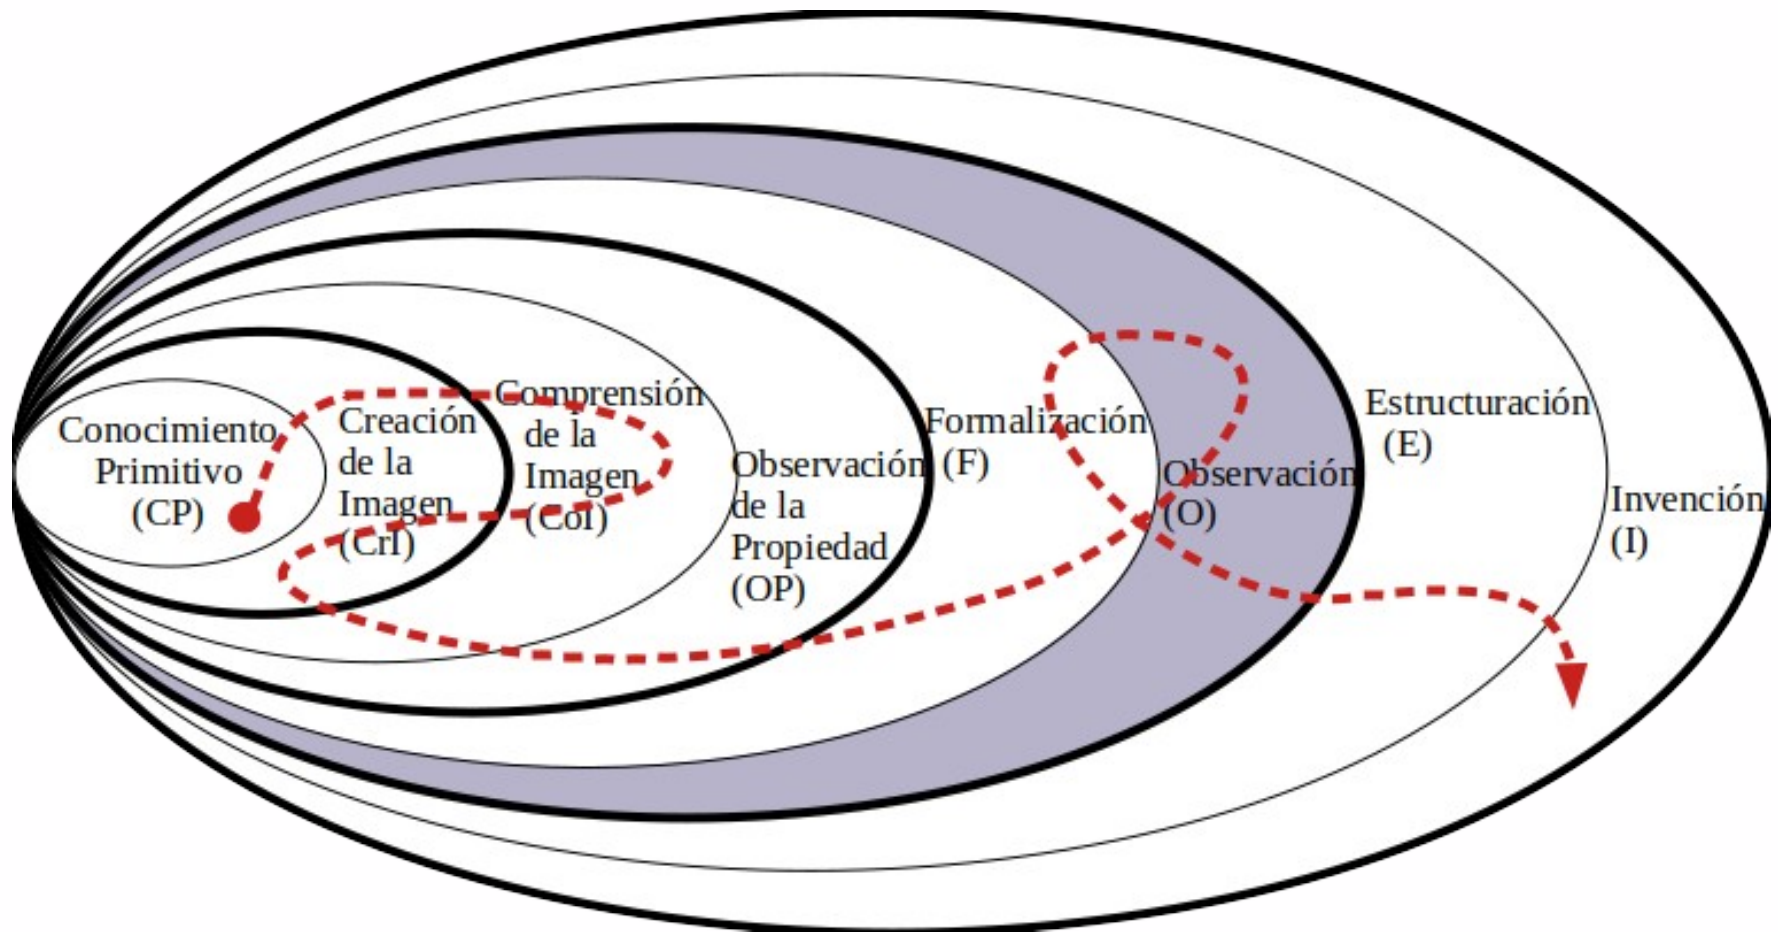 Conocimiento
Primitivo
(CP)
Creación
de la
Imagen
(CrI)
Comprensión
de la
Imagen
(CoI)
Observación
de la
Propiedad
(OP)
Formalización
(F)
Observación
(O)
Estructuración
(E)
Invención
(I)